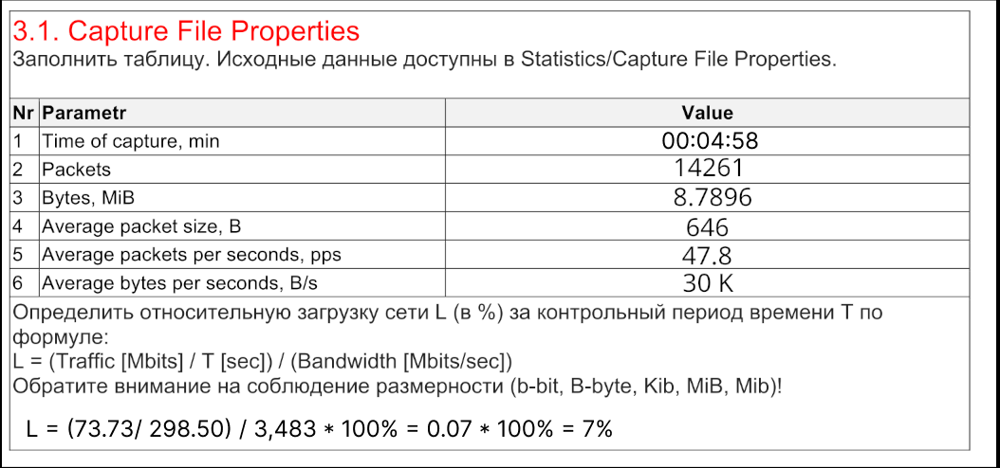 3.1. Capture File Properties
Заполнить таблицу. Исходные данные доступны в Statistics/Capture File Properties.
Nr Parametr Value
1 Time of capture, min 00:04:58
2 Packets 14261
3 Bytes, MiB 8.7896
4 Average packet size, B 646
5 Average packets per seconds, pps 47.8
6 Average bytes per seconds, B/s 30 K
Определить относительную загрузку сети L (в %) за контрольный период времени T по
формуле:
L = (Traffic [Mbits] / T [sec]) / (Bandwidth [Mbits/sec])
Обратите внимание на соблюдение размерности (b-bit, B-byte, Kib, MiB, Mib)!
L = (73.73/ 298.50) / 3,483 * 100% = 0.07 * 100% = 7%